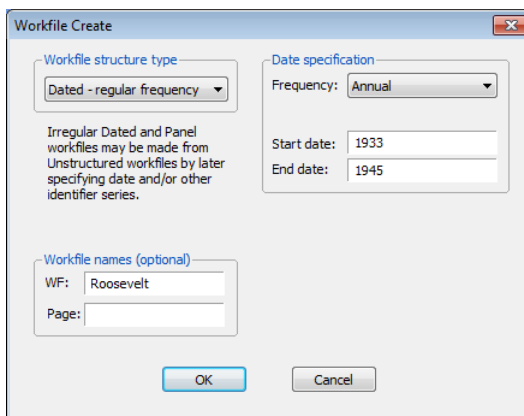 Workfile Create
Workfile structure type
Dated - regular frequency
Irregular Dated and Panel
workfiles may be made from
Unstructured workfiles by later
specifying date and/or other
identifier series.
Date specification
Frequency: Annual
Start date: 1933
End date: 1945
Workfile names (optional)
WF: Roosevelt
Page:
OK Cancel